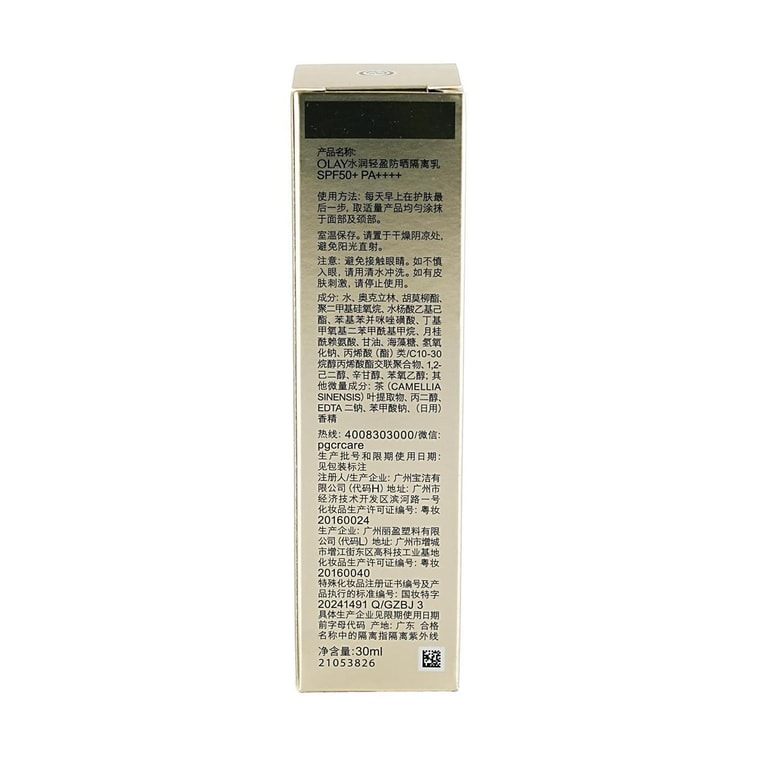 产品名称:
OLAY水润轻盈防晒隔离乳
SPF50+ PA++++
使用方法: 每天早上在护肤最
后一步, 取适量产品均匀涂抹
于面部及颈部。
室温保存。请置于干燥阴凉处,
避免阳光直射。
注意: 避免接触眼睛。如不慎
入眼, 请用清水冲洗。如有皮
肤刺激, 请停止使用。
成分: 水、奥克立林、胡莫柳酯、
聚二甲基硅氧烷、水杨酸乙基己
酯、苯基苯并咪唑磺酸、丁基
甲氧基二苯甲酰基甲烷、月桂
酰赖氨酸、甘油、海藻糖、氢氧
化钠、丙烯酸 (酯) 类/C10-30
烷醇丙烯酸酯交联聚合物、1,2-
己二醇、辛甘醇、苯氧乙醇; 其
他微量成分: 茶 (CAMELLIA
SINENSIS) 叶提取物、丙二醇、
EDTA 二钠、苯甲酸钠、(日用)
香精
热线: 4008303000/微信:
pgcrcare
生产批号和限期使用日期:
见包装标注
注册人/生产企业: 广州宝洁有
限公司 (代码H) 地址: 广州市
经济技术开发区滨河路一号
化妆品生产许可证编号: 粤妆
20160024
生产企业: 广州丽盈塑料有限
公司 (代码L) 地址: 广州市增城
市增江街东区高科技工业基地
化妆品生产许可证编号: 粤妆
20160040
特殊化妆品注册证书编号及产
品执行的标准编号: 国妆特字
20241491 Q/GZBJ 3
具体生产企业见限期使用日期
前字母代码 产地: 广东 合格
名称中的隔离指隔离紫外线
净含量: 30ml
21053826